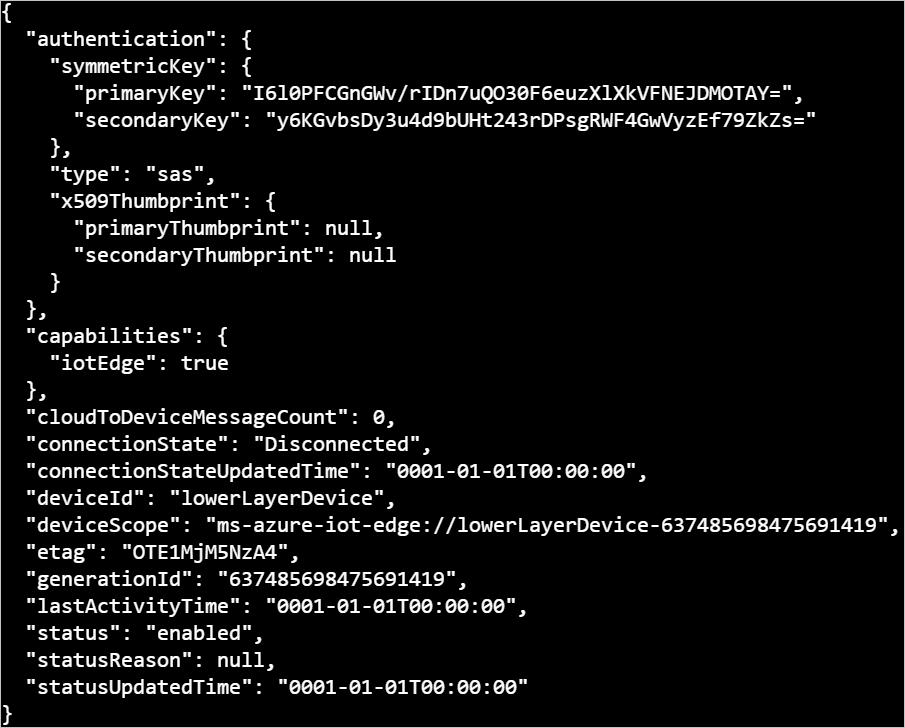 {
  "authentication": {
    "symmetricKey": {
      "primaryKey": "I6l0PFCGnGWv/rIDn7uQO30F6euzXlXkVFNEJDMOTAY=",
      "secondaryKey": "y6KGvbsDy3u4d9bUHt243rDPsgRWF4GwVyzEf79ZkZs="
    },
    "type": "sas",
    "x509Thumbprint": {
      "primaryThumbprint": null,
      "secondaryThumbprint": null
    }
  },
  "capabilities": {
    "iotEdge": true
  },
  "cloudToDeviceMessageCount": 0,
  "connectionState": "Disconnected",
  "connectionStateUpdatedTime": "0001-01-01T00:00:00",
  "deviceId": "lowerLayerDevice",
  "deviceScope": "ms-azure-iot-edge://lowerLayerDevice-637485698475691419",
  "etag": "OTE1MjM5NzA4",
  "generationId": "637485698475691419",
  "lastActivityTime": "0001-01-01T00:00:00",
  "status": "enabled",
  "statusReason": null,
  "statusUpdatedTime": "0001-01-01T00:00:00"
}